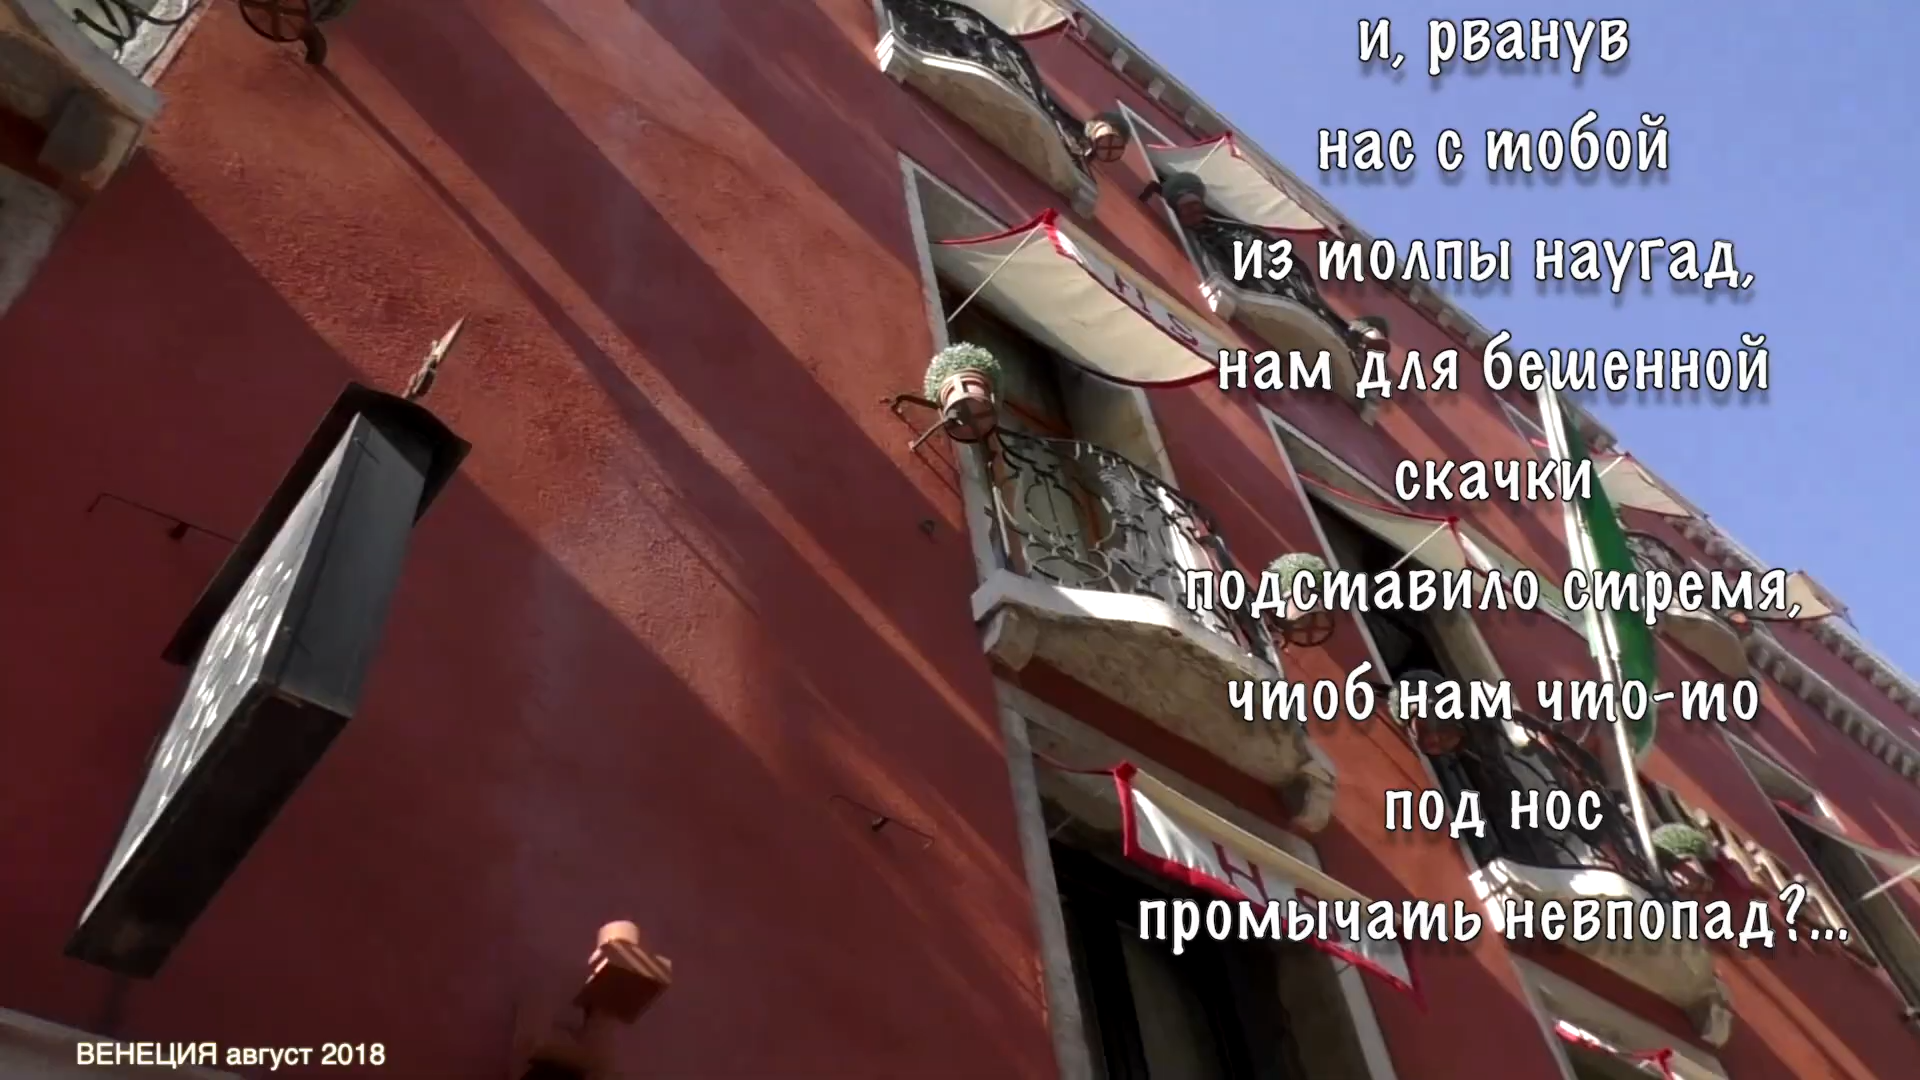 и, рванув
нас с тобой
из толпы наугад,
нам для бешенной
скачки
подставило стремя,
чтоб нам что-то
под нос
промычать невпопад?...
H S
H S
ВЕНЕЦИЯ август 2018